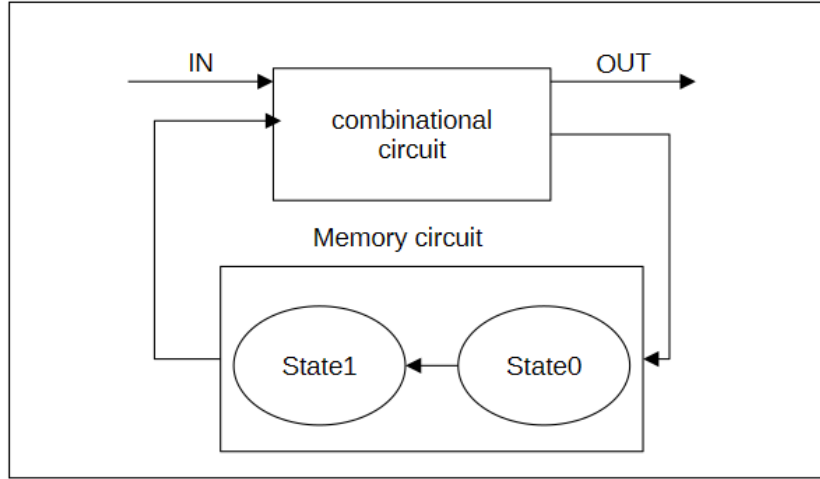 IN
OUT
combinational
circuit
Memory circuit
State1
State0